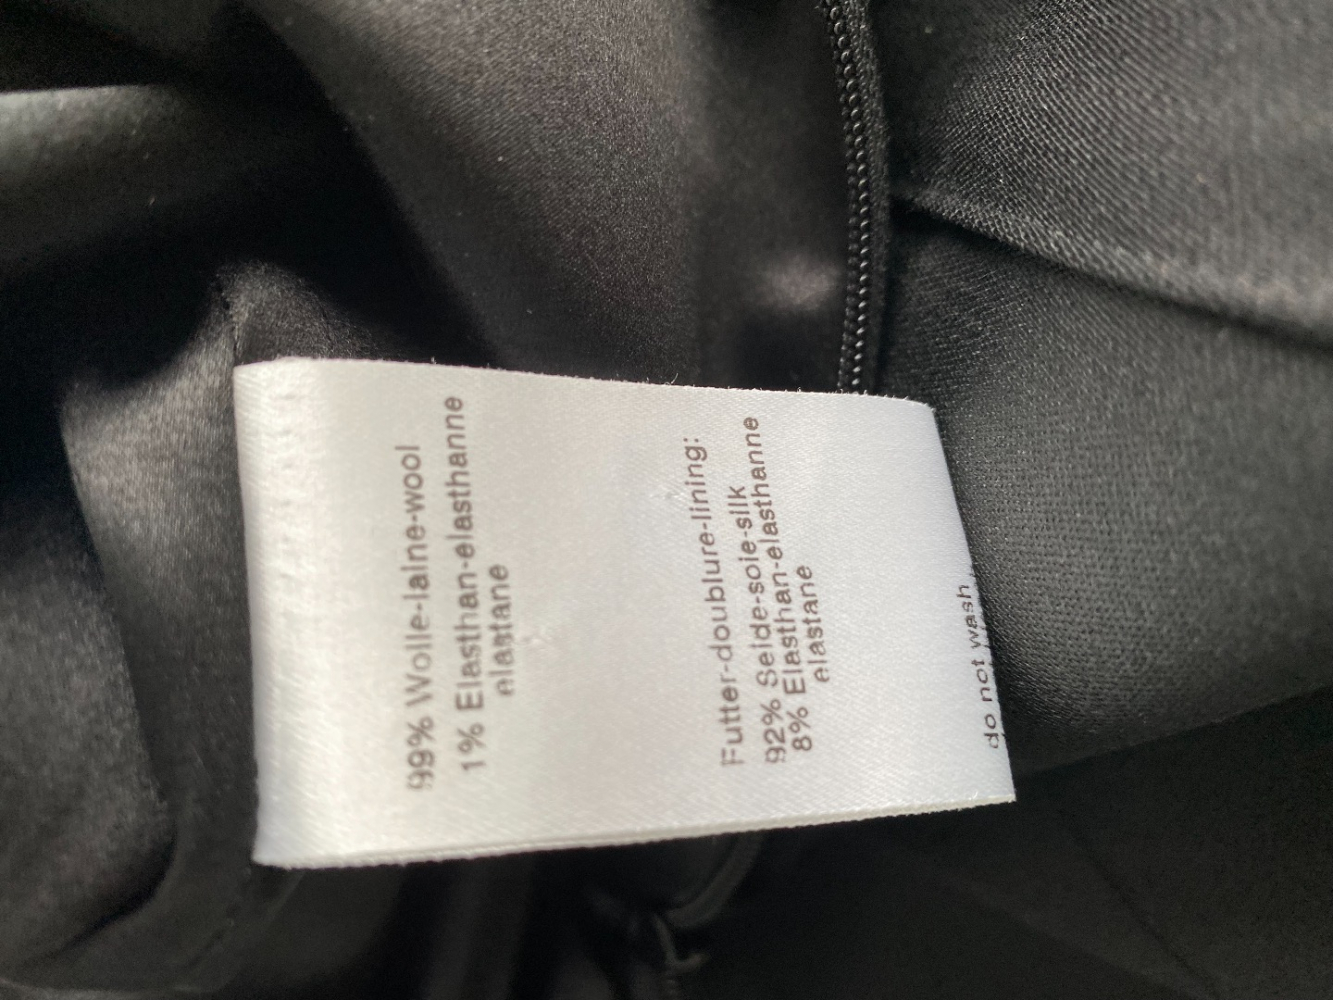 99% Wolle-laine-wool
1% Elasthan-elasthanne
elastane
Futter-doublure-lining:
92% Seide-soie-silk
8% Elasthan-elasthanne
elastane
do not wash